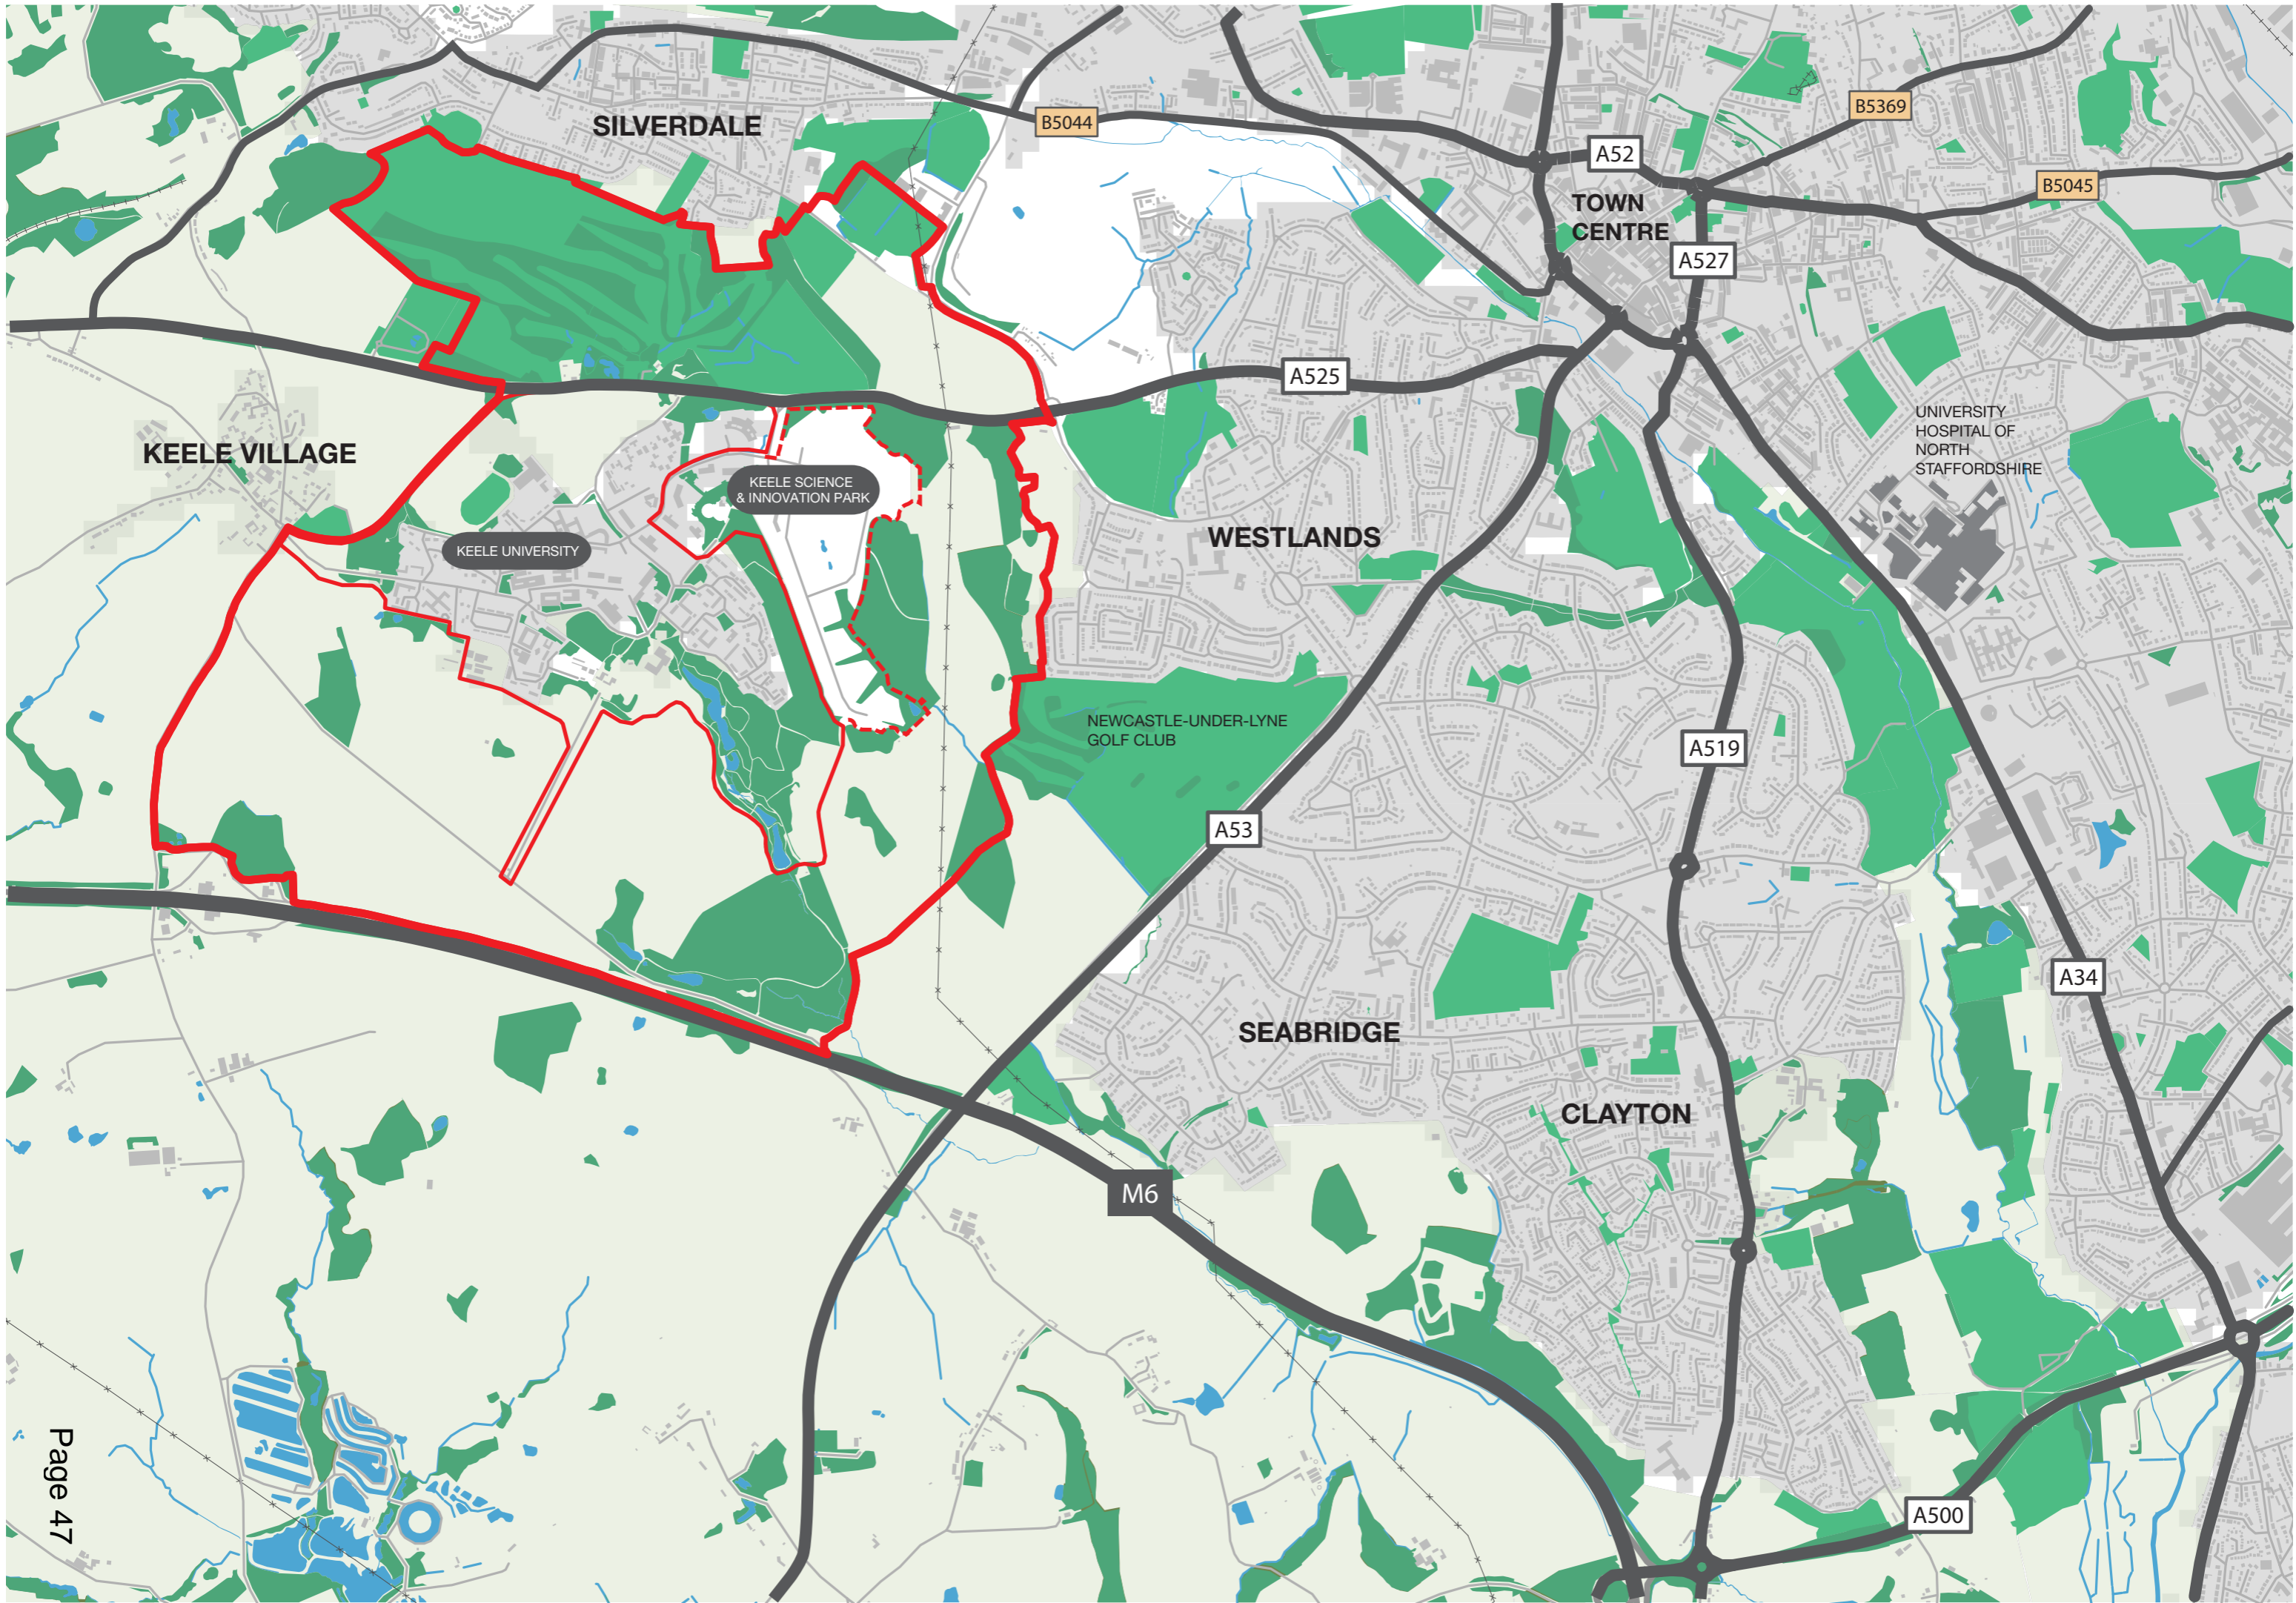 SILVERDALE
B5044
B5369
A52
B5045
TOWN
CENTRE
A527
A525
KEELE VILLAGE
UNIVERSITY
HOSPITAL OF
NORTH
STAFFORDSHIRE
KEELE SCIENCE
& INNOVATION PARK
WESTLANDS
KEELE UNIVERSITY
NEWCASTLE-UNDER-LYNE
GOLF CLUB
A519
A53
A34
SEABRIDGE
CLAYTON
M6
A500
Page 47